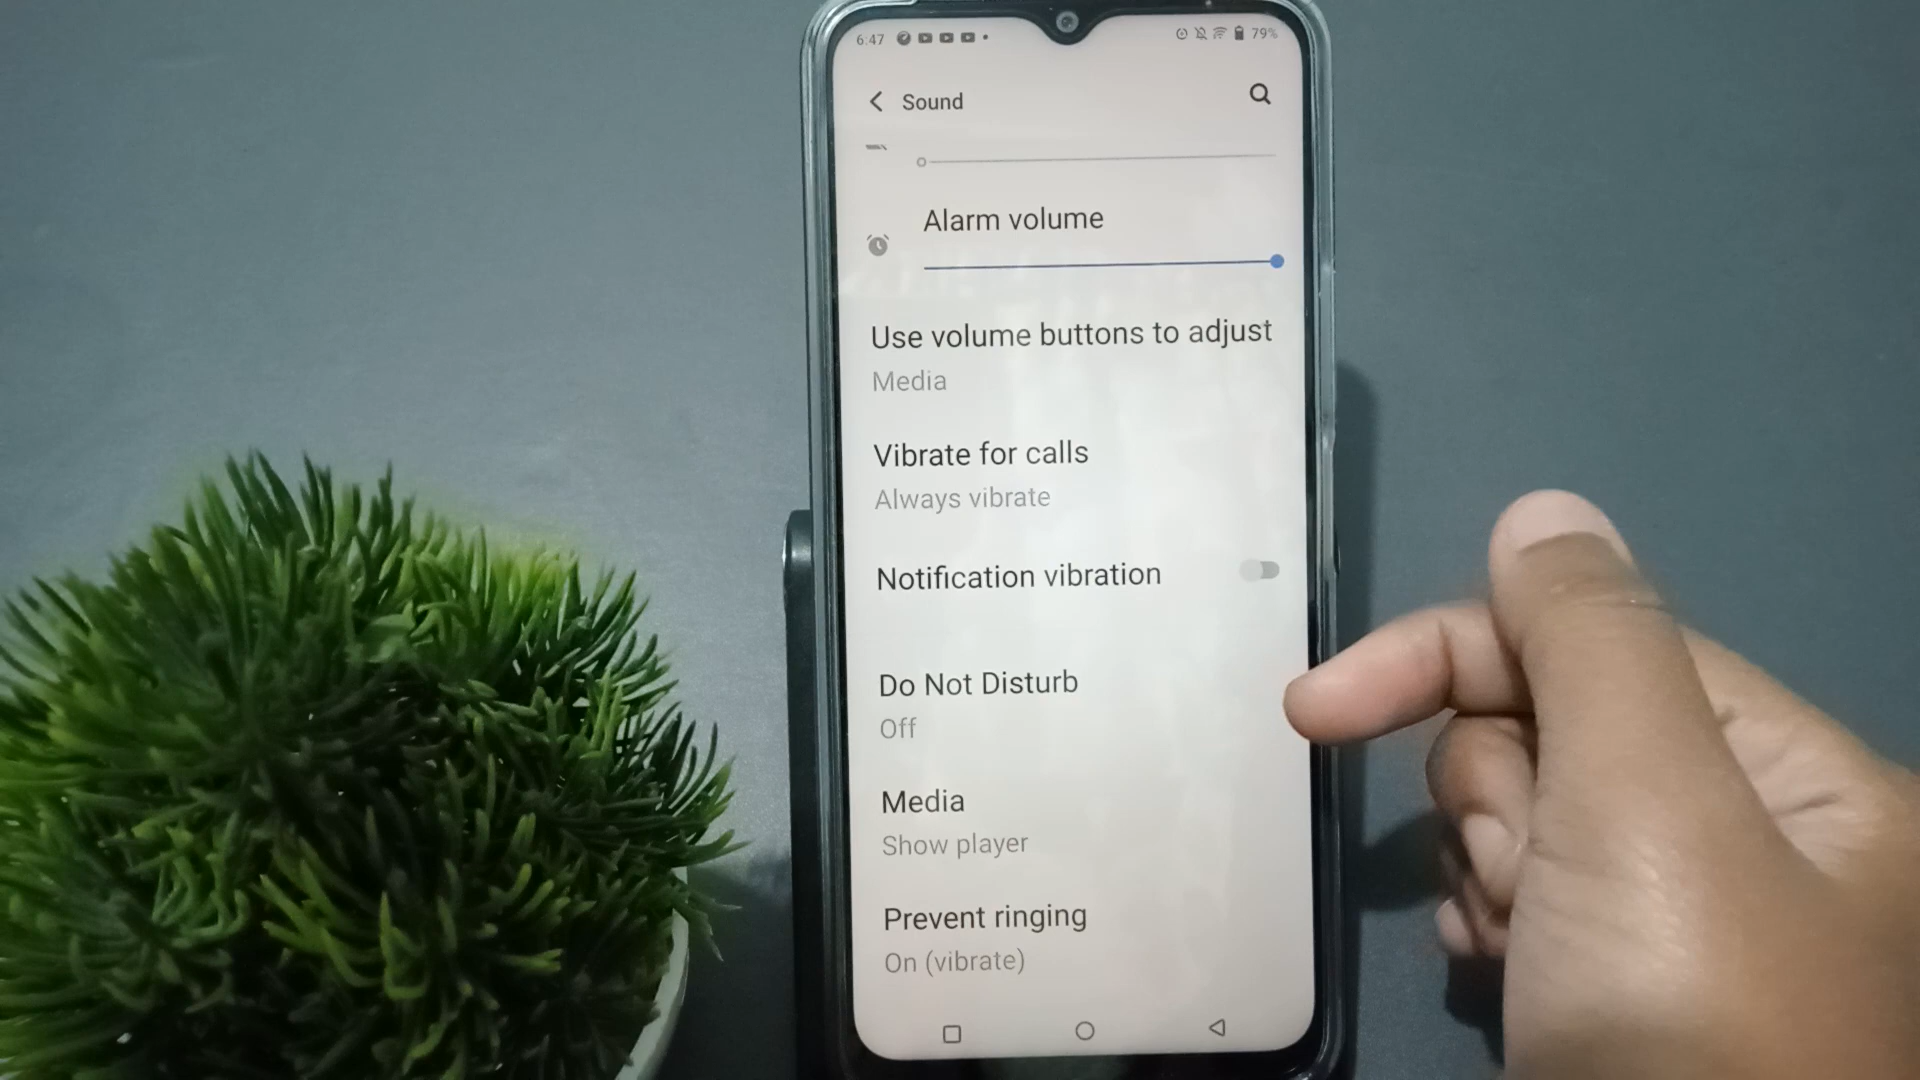 6:47
79%
Sound
Alarm volume
Use volume buttons to adjust
Media
Vibrate for calls
Always vibrate
Notification vibration
Do Not Disturb
Off
Media
Show player
Prevent ringing
On (vibrate)